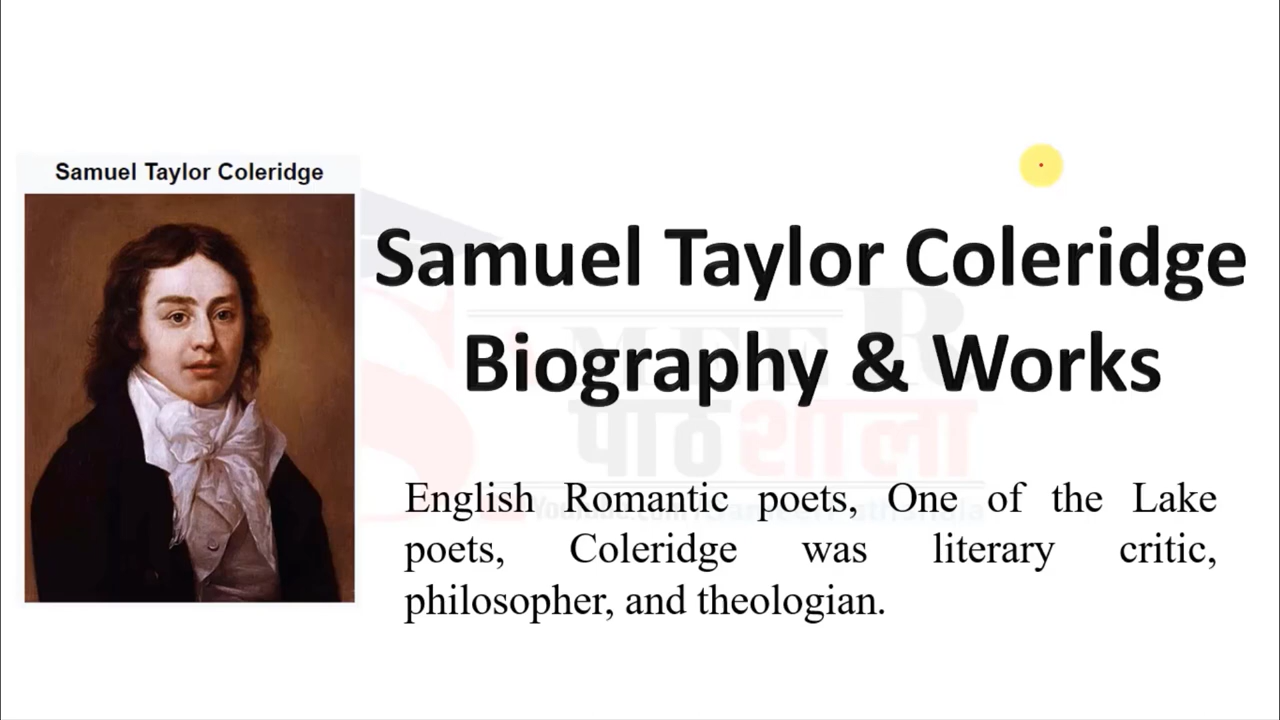 Samuel Taylor Coleridge
Samuel Taylor Coleridge
Biography & Works
पाठशाला
English Romantic poets, One of the Lake
poets, Coleridge was literary critic,
philosopher, and theologian.